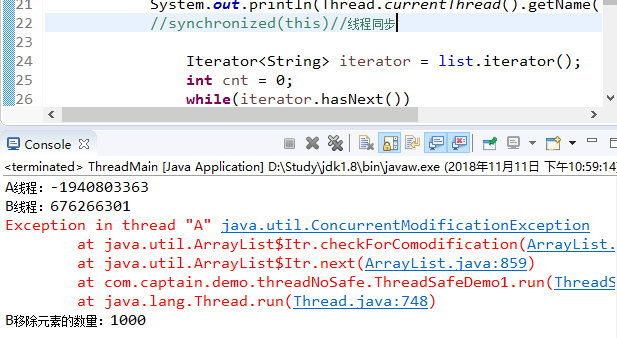 21 System.out.println(Thread.currentThread().getName(
22 //synchronized(this)//线程同步
23
24 Iterator<String> iterator = list.iterator();
25 int cnt = 0;
26 while(iterator.hasNext())
Console
<terminated> ThreadMain [Java Application] D:\Study\jdk1.8\bin\javaw.exe (2018年11月11日 下午10:59:14)
A线程: -1940803363
B线程: 676266301
Exception in thread "A" java.util.ConcurrentModificationException
at java.util.ArrayList$Itr.checkForComodification(ArrayList.
at java.util.ArrayList$Itr.next(ArrayList.java:859)
at com.captain.demo.threadNoSafe.ThreadSafeDemo1.run(ThreadS
at java.lang.Thread.run(Thread.java:748)
B移除元素的数量: 1000